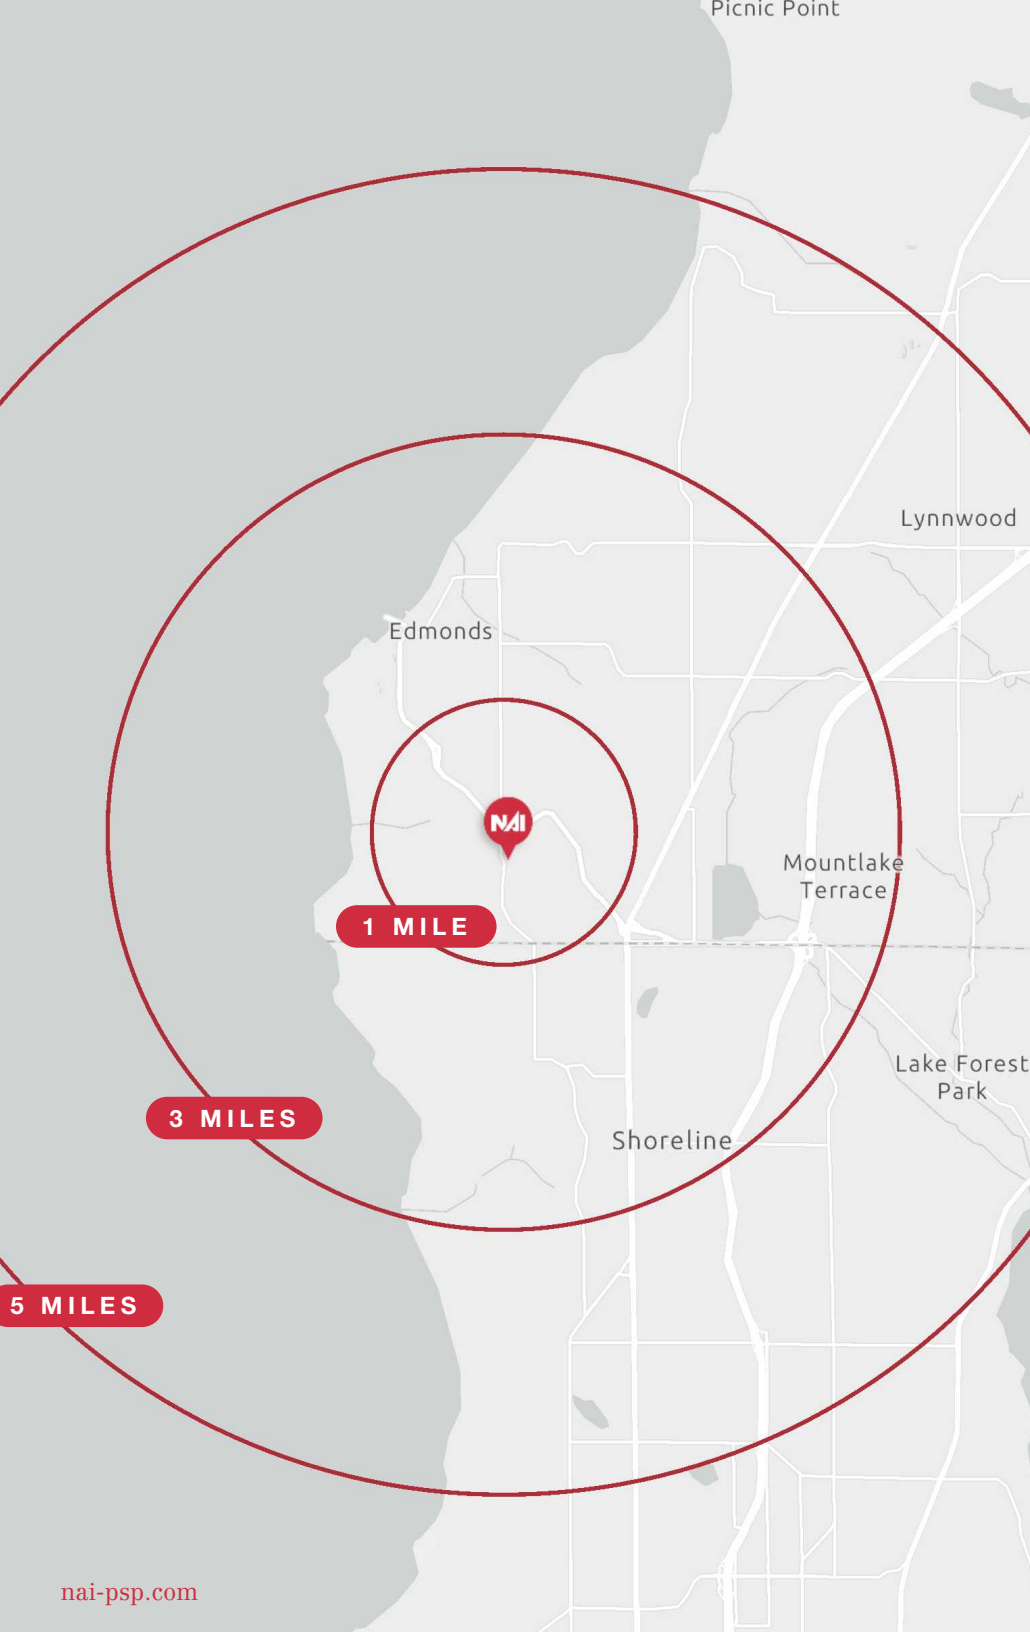 Picnic Point
Lynnwood
Edmonds
NAI
Mountlake
Terrace
1 MILE
Lake Forest
Park
3 MILES
Shoreline
5 MILES
nai-psp.com